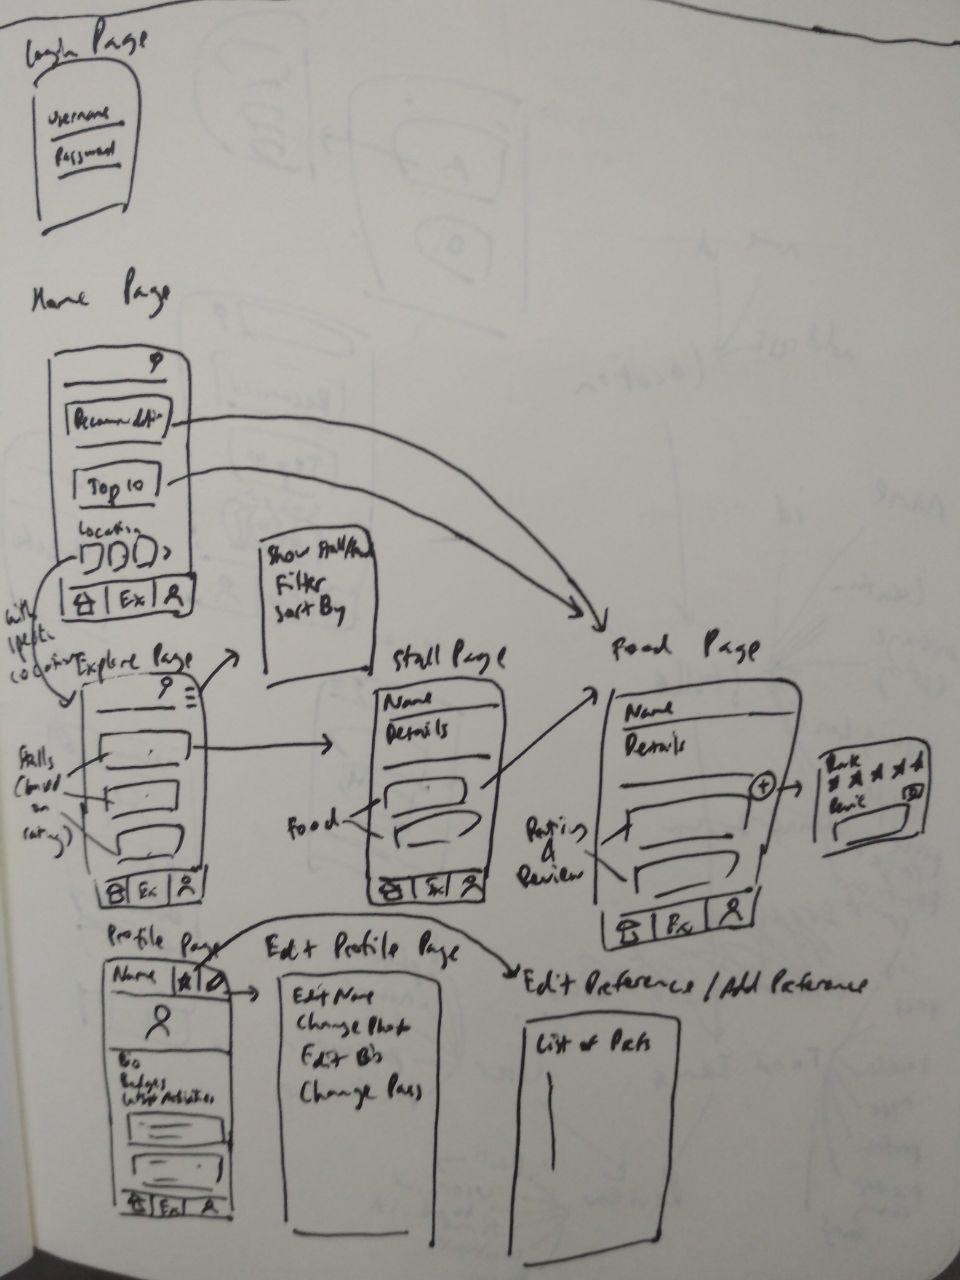 Login Page
Username
Password
Home Page
Recommendation
Top 10
Location
Ex
with
specific
location
Show Stall/Food
Filter
Sort By
Explore Page
Stalls
(based
on
rating)
Ex
Stall Page
Name
Details
Food
Ex
Food Page
Name
Details
Rating
&
Review
Ex
Rank
Review
Profile Page
Name
Bio
Badges
Latest Activities
Ex
Edit Profile Page
Edit Name
Change Photo
Edit Bio
Change Pass
Edit Preference / Add Preference
List of Prefs